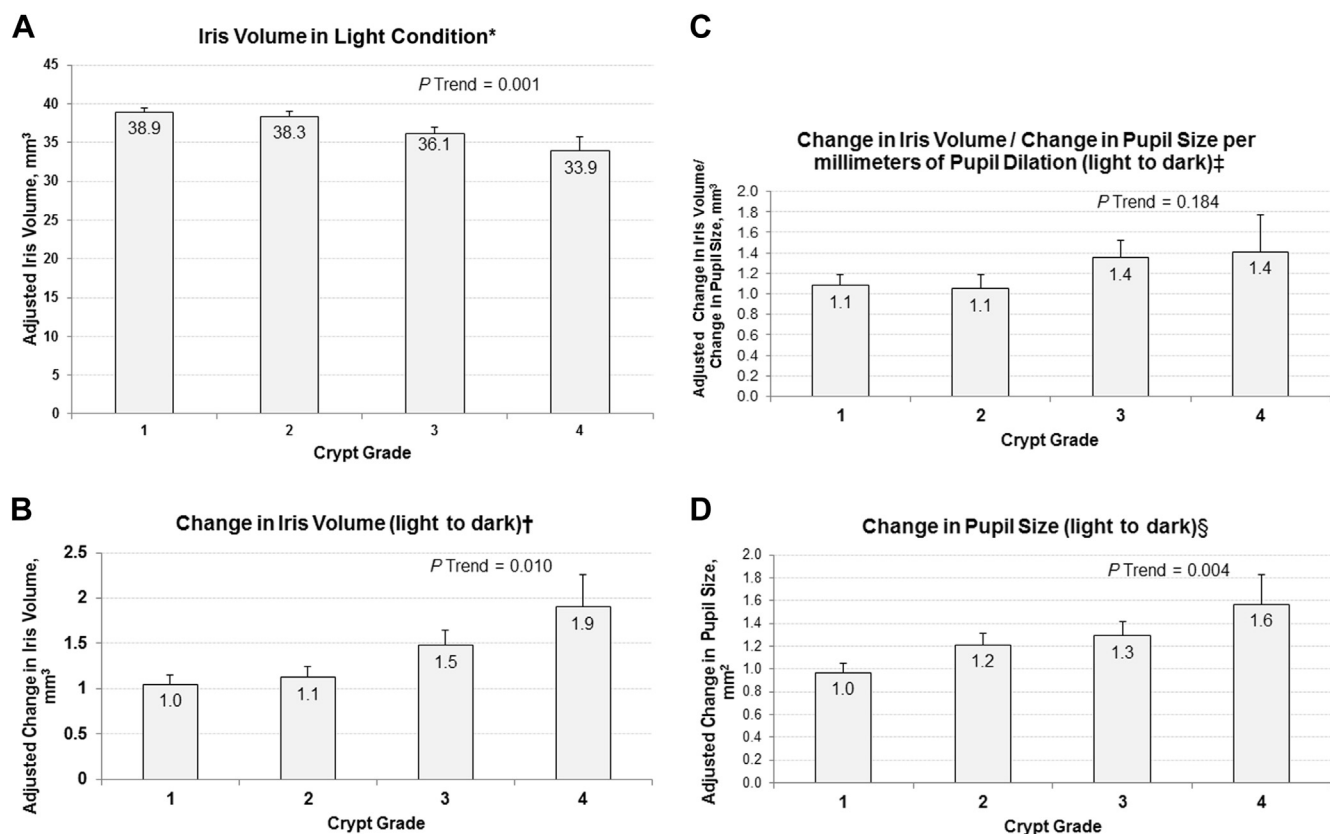 A
Iris Volume in Light Condition*
P Trend = 0.001
Adjusted Iris Volume, mm³
45
40
35
30
25
20
15
10
5
0
38.9
38.3
36.1
33.9
1
2
3
4
Crypt Grade
B
Change in Iris Volume (light to dark)†
P Trend = 0.010
Adjusted Change in Iris Volume,
mm³
2.5
2
1.5
1
0.5
0
1.0
1.1
1.5
1.9
1
2
3
4
Crypt Grade
C
Change in Iris Volume / Change in Pupil Size per
millimeters of Pupil Dilation (light to dark)‡
P Trend = 0.184
Adjusted Change in Iris Volume/
Change in Pupil Size, mm³
2.0
1.8
1.6
1.4
1.2
1.0
0.8
0.6
0.4
0.2
0.0
1.1
1.1
1.4
1.4
1
2
3
4
Crypt Grade
D
Change in Pupil Size (light to dark)§
P Trend = 0.004
Adjusted Change in Pupil Size,
mm²
2.0
1.8
1.6
1.4
1.2
1.0
0.8
0.6
0.4
0.2
0.0
1.0
1.2
1.3
1.6
1
2
3
4
Crypt Grade